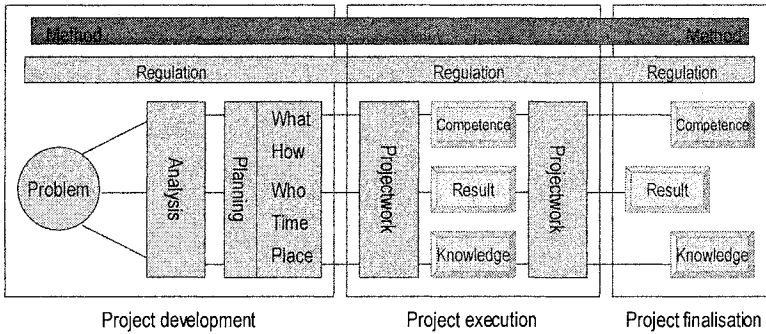 Method Method
Regulation Regulation Regulation
Problem
Analysis
Planning
What
How
Who
Time
Place
Projectwork
Competence
Result
Knowledge
Projectwork
Competence
Result
Knowledge
Project development Project execution Project finalisation